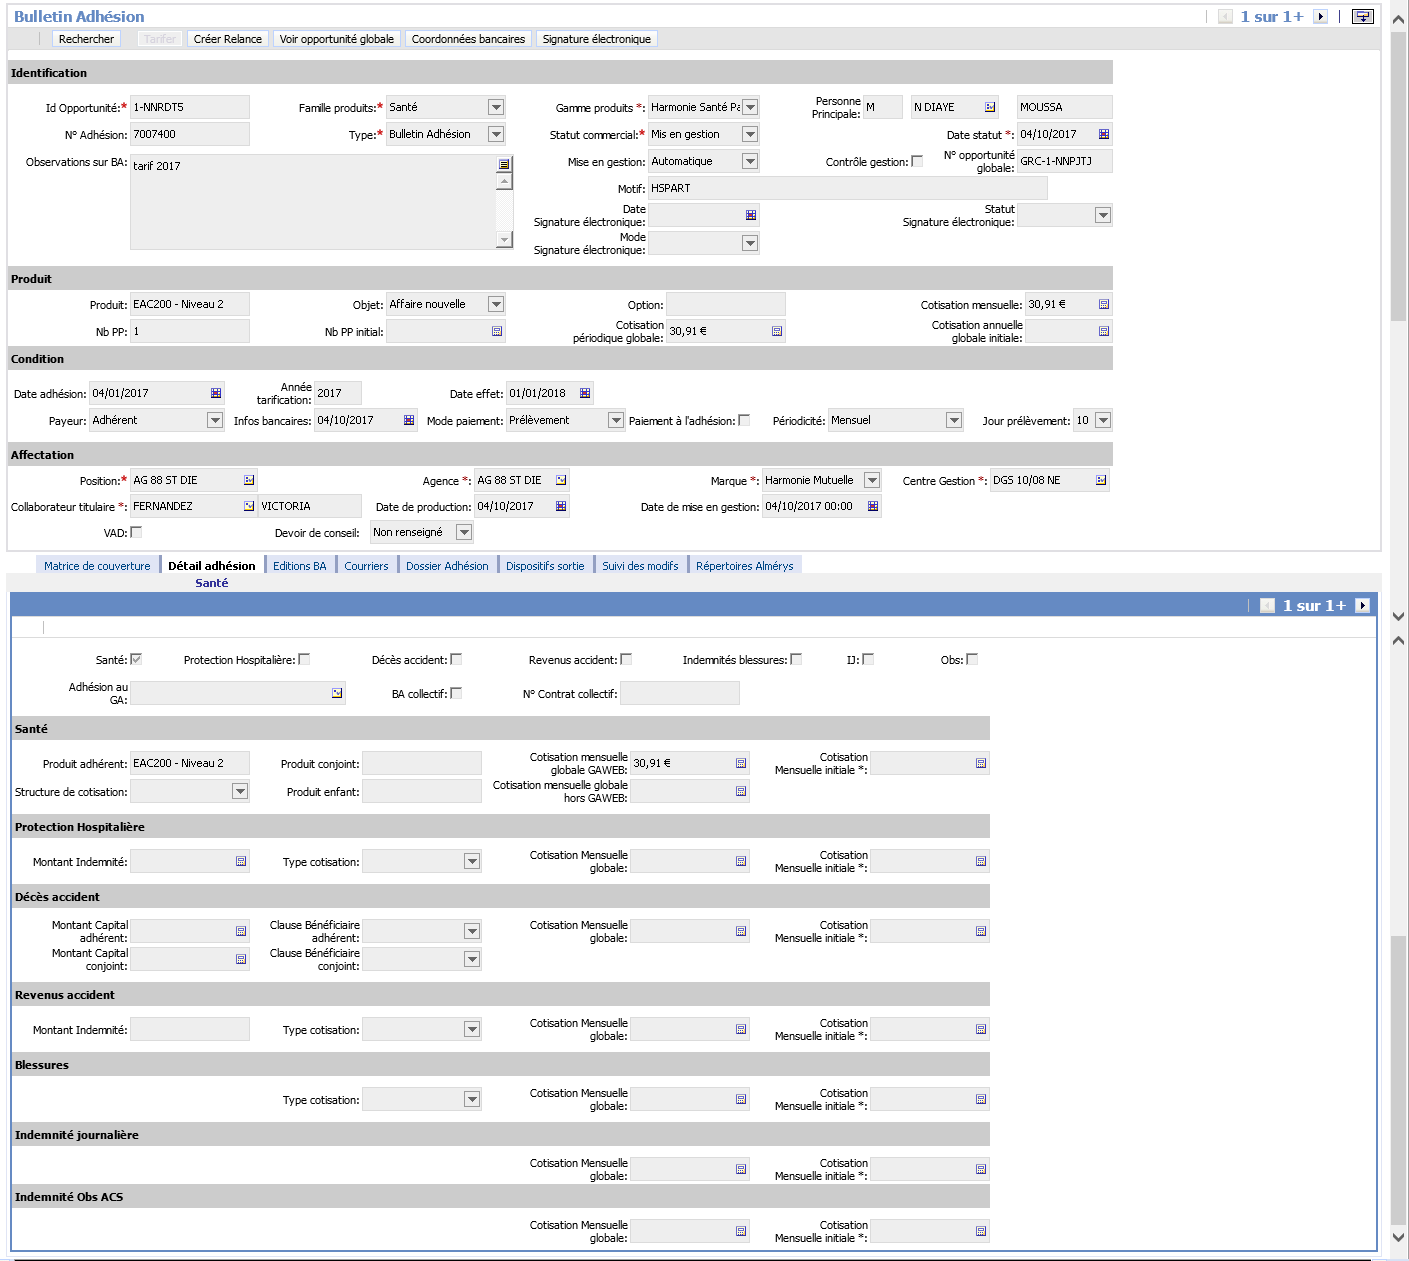 Bulletin Adhésion
1 sur 1+
Rechercher Tarifer Créer Relance Voir opportunité globale Coordonnées bancaires Signature électronique
Identification
Id Opportunité:* 1-NNRDT5 Famille produits:* Santé Gamme produits *: Harmonie Santé Pa Personne Principale: M N DIAYE MOUSSA
N° Adhésion: 7007400 Type:* Bulletin Adhésion Statut commercial:* Mis en gestion Date statut *: 04/10/2017
Observations sur BA: tarif 2017 Mise en gestion: Automatique Contrôle gestion: N° opportunité globale: GRC-1-NNPJTJ
Motif: HSPART
Date Signature électronique: Statut Signature électronique:
Mode Signature électronique:
Produit
Produit: EAC200 - Niveau 2 Objet: Affaire nouvelle Option: Cotisation mensuelle: 30,91 €
Nb PP: 1 Nb PP initial: Cotisation périodique globale: 30,91 € Cotisation annuelle globale initiale:
Condition
Date adhésion: 04/01/2017 Année tarification: 2017 Date effet: 01/01/2018
Payeur: Adhérent Infos bancaires: 04/10/2017 Mode paiement: Prélèvement Paiement à l'adhésion: Périodicité: Mensuel Jour prélèvement: 10
Affectation
Position:* AG 88 ST DIE Agence *: AG 88 ST DIE Marque *: Harmonie Mutuelle Centre Gestion *: DGS 10/08 NE
Collaborateur titulaire *: FERNANDEZ VICTORIA Date de production: 04/10/2017 Date de mise en gestion: 04/10/2017 00:00
VAD: Devoir de conseil: Non renseigné
Matrice de couverture Détail adhésion Editions BA Courriers Dossier Adhésion Dispositifs sortie Suivi des modifs Répertoires Almérys
Santé
1 sur 1+
Santé: Protection Hospitalière: Décès accident: Revenus accident: Indemnités blessures: IJ: Obs:
Adhésion au GA: BA collectif: N° Contrat collectif:
Santé
Produit adhérent: EAC200 - Niveau 2 Produit conjoint: Cotisation mensuelle globale GAWEB: 30,91 € Cotisation Mensuelle initiale *:
Structure de cotisation: Produit enfant: Cotisation mensuelle globale hors GAWEB:
Protection Hospitalière
Montant Indemnité: Type cotisation: Cotisation Mensuelle globale: Cotisation Mensuelle initiale *:
Décès accident
Montant Capital adhérent: Clause Bénéficiaire adhérent: Cotisation Mensuelle globale: Cotisation Mensuelle initiale *:
Montant Capital conjoint: Clause Bénéficiaire conjoint:
Revenus accident
Montant Indemnité: Type cotisation: Cotisation Mensuelle globale: Cotisation Mensuelle initiale *:
Blessures
Type cotisation: Cotisation Mensuelle globale: Cotisation Mensuelle initiale *:
Indemnité journalière
Cotisation Mensuelle globale: Cotisation Mensuelle initiale *:
Indemnité Obs ACS
Cotisation Mensuelle globale: Cotisation Mensuelle initiale *: